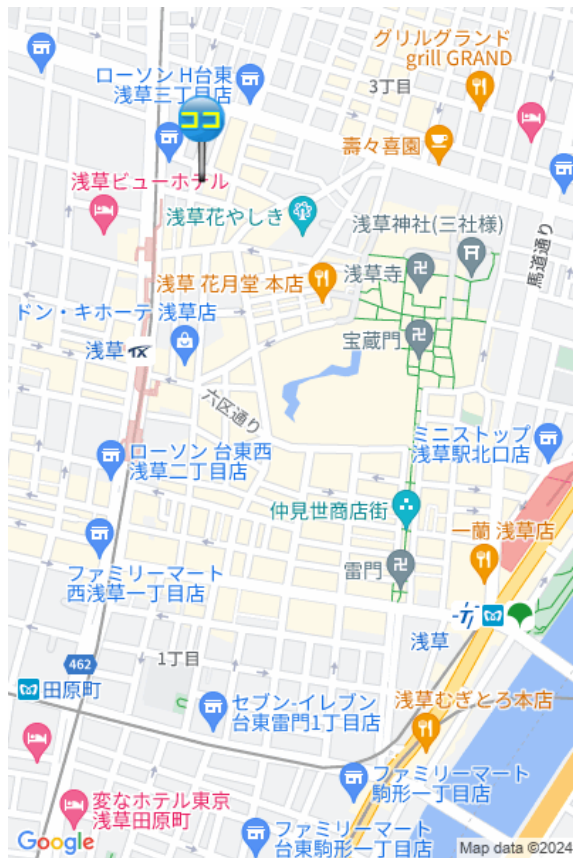 グリルグランド
grill GRAND
ローソン H台東
浅草三丁目店
3丁目
ココ
壽々喜園
浅草ビューホテル
浅草花やしき
浅草神社(三社様)
馬道通り
浅草寺
浅草 花月堂 本店
ドン・キホーテ 浅草店
宝蔵門
浅草
TX
六区通り
ミニストップ
浅草駅北口店
ローソン 台東西
浅草二丁目店
仲見世商店街
一蘭 浅草店
雷門
ファミリーマート
西浅草一丁目店
浅草
1丁目
462
田原町
セブン-イレブン
台東雷門1丁目店
浅草むぎとろ本店
ファミリーマート
駒形一丁目店
変なホテル東京
浅草田原町
ファミリーマート
台東駒形一丁目店
Google
Map data ©2024